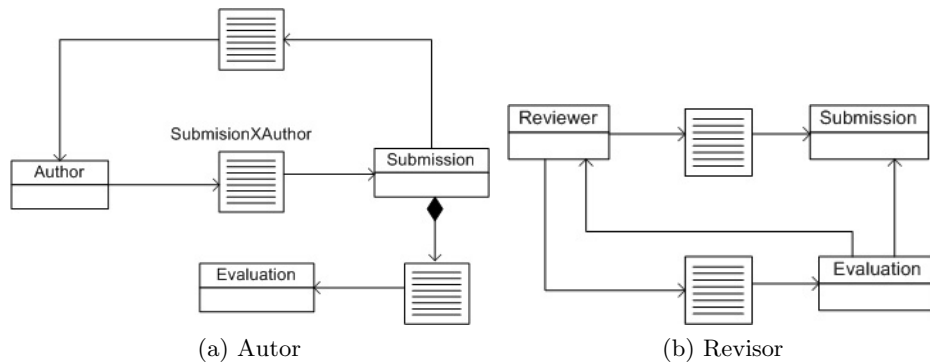 SubmisionXAuthor
Author
Submission
Evaluation
(a) Autor
Reviewer
Submission
Evaluation
(b) Revisor